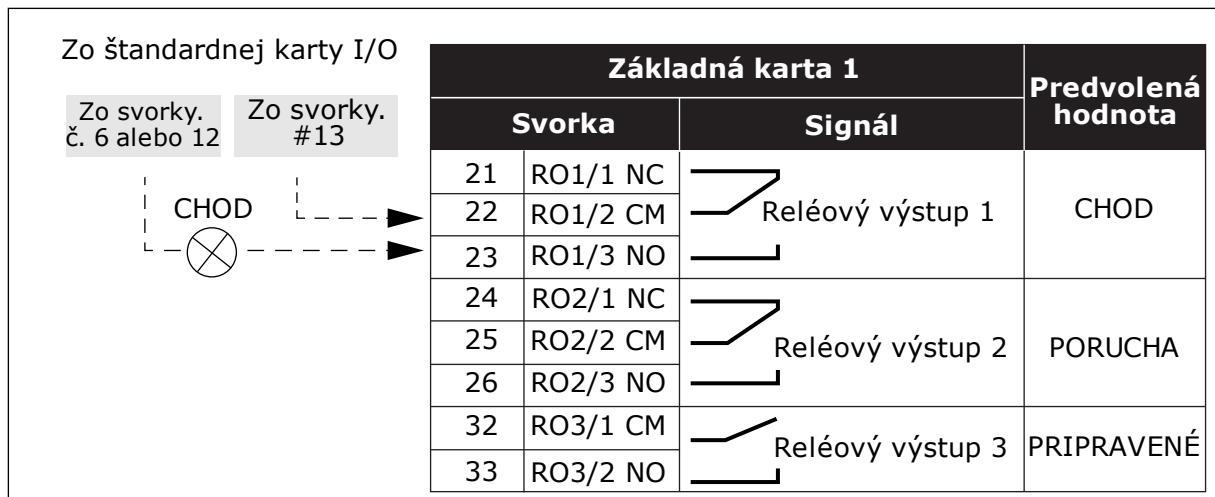 Zo štandardnej karty I/O
Zo svorky.
č. 6 alebo 12
Zo svorky.
#13
CHOD
Základná karta 1
Predvolená
hodnota
Svorka
Signál
21 RO1/1 NC
22 RO1/2 CM
23 RO1/3 NO
Reléový výstup 1
CHOD
24 RO2/1 NC
25 RO2/2 CM
26 RO2/3 NO
Reléový výstup 2
PORUCHA
32 RO3/1 CM
33 RO3/2 NO
Reléový výstup 3
PRIPRAVENÉ